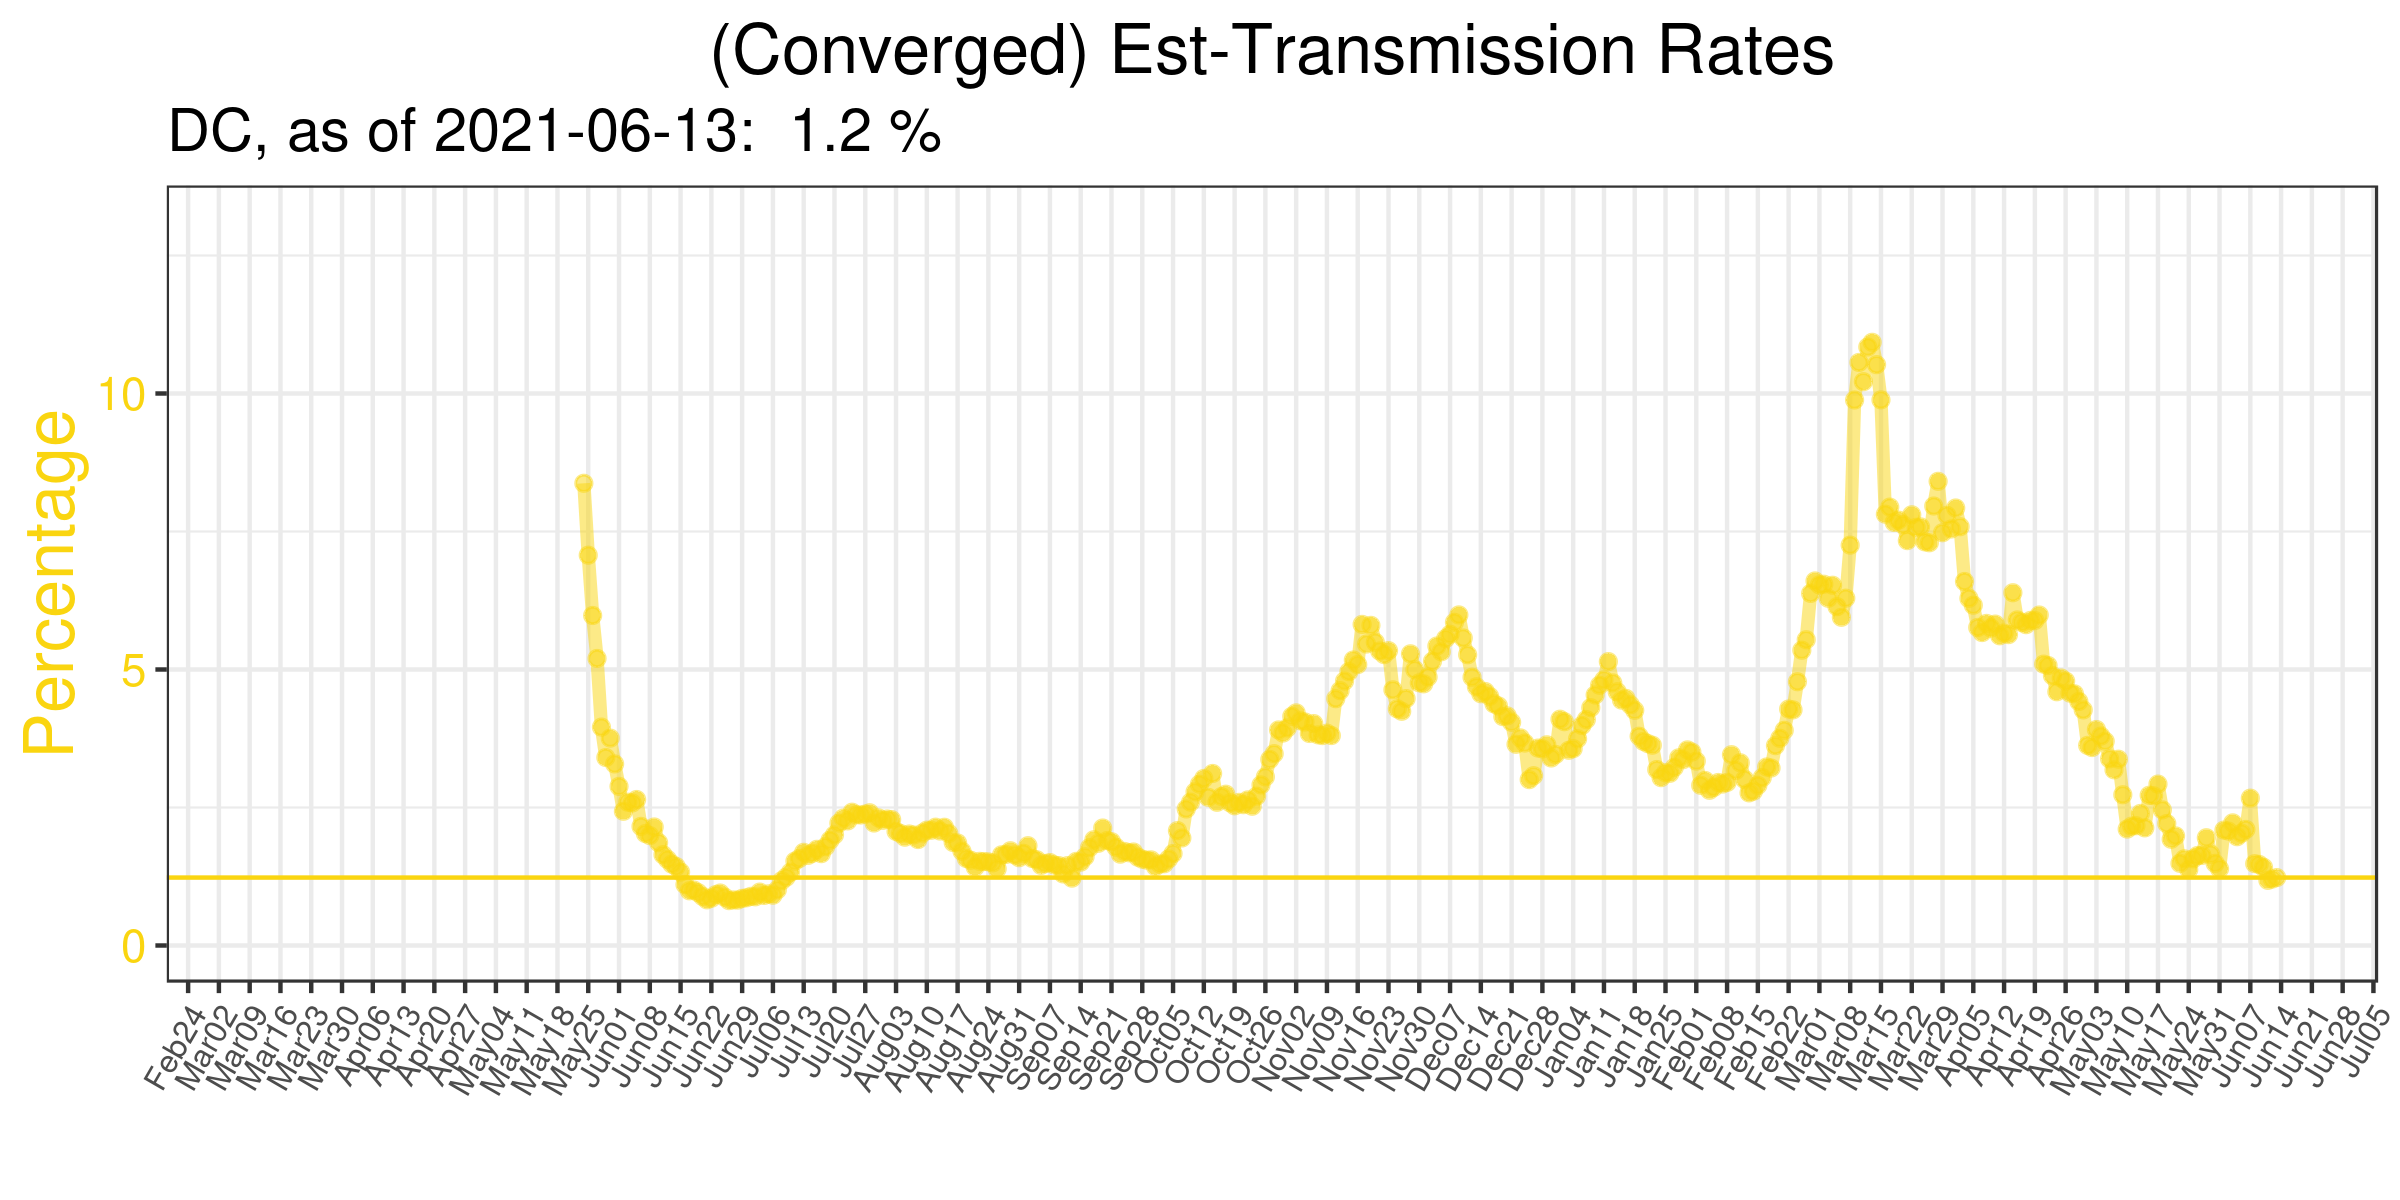 (Converged) Est-Transmission Rates
DC, as of 2021-06-13:  1.2 %
Percentage
10
5
0
Feb24
Mar02
Mar09
Mar16
Mar23
Mar30
Apr06
Apr13
Apr20
Apr27
May04
May11
May18
May25
Jun01
Jun08
Jun15
Jun22
Jun29
Jul06
Jul13
Jul20
Jul27
Aug03
Aug10
Aug17
Aug24
Aug31
Sep07
Sep14
Sep21
Sep28
Oct05
Oct12
Oct19
Oct26
Nov02
Nov09
Nov16
Nov23
Nov30
Dec07
Dec14
Dec21
Dec28
Jan04
Jan11
Jan18
Jan25
Feb01
Feb08
Feb15
Feb22
Mar01
Mar08
Mar15
Mar22
Mar29
Apr05
Apr12
Apr19
Apr26
May03
May10
May17
May24
May31
Jun07
Jun14
Jun21
Jun28
Jul05